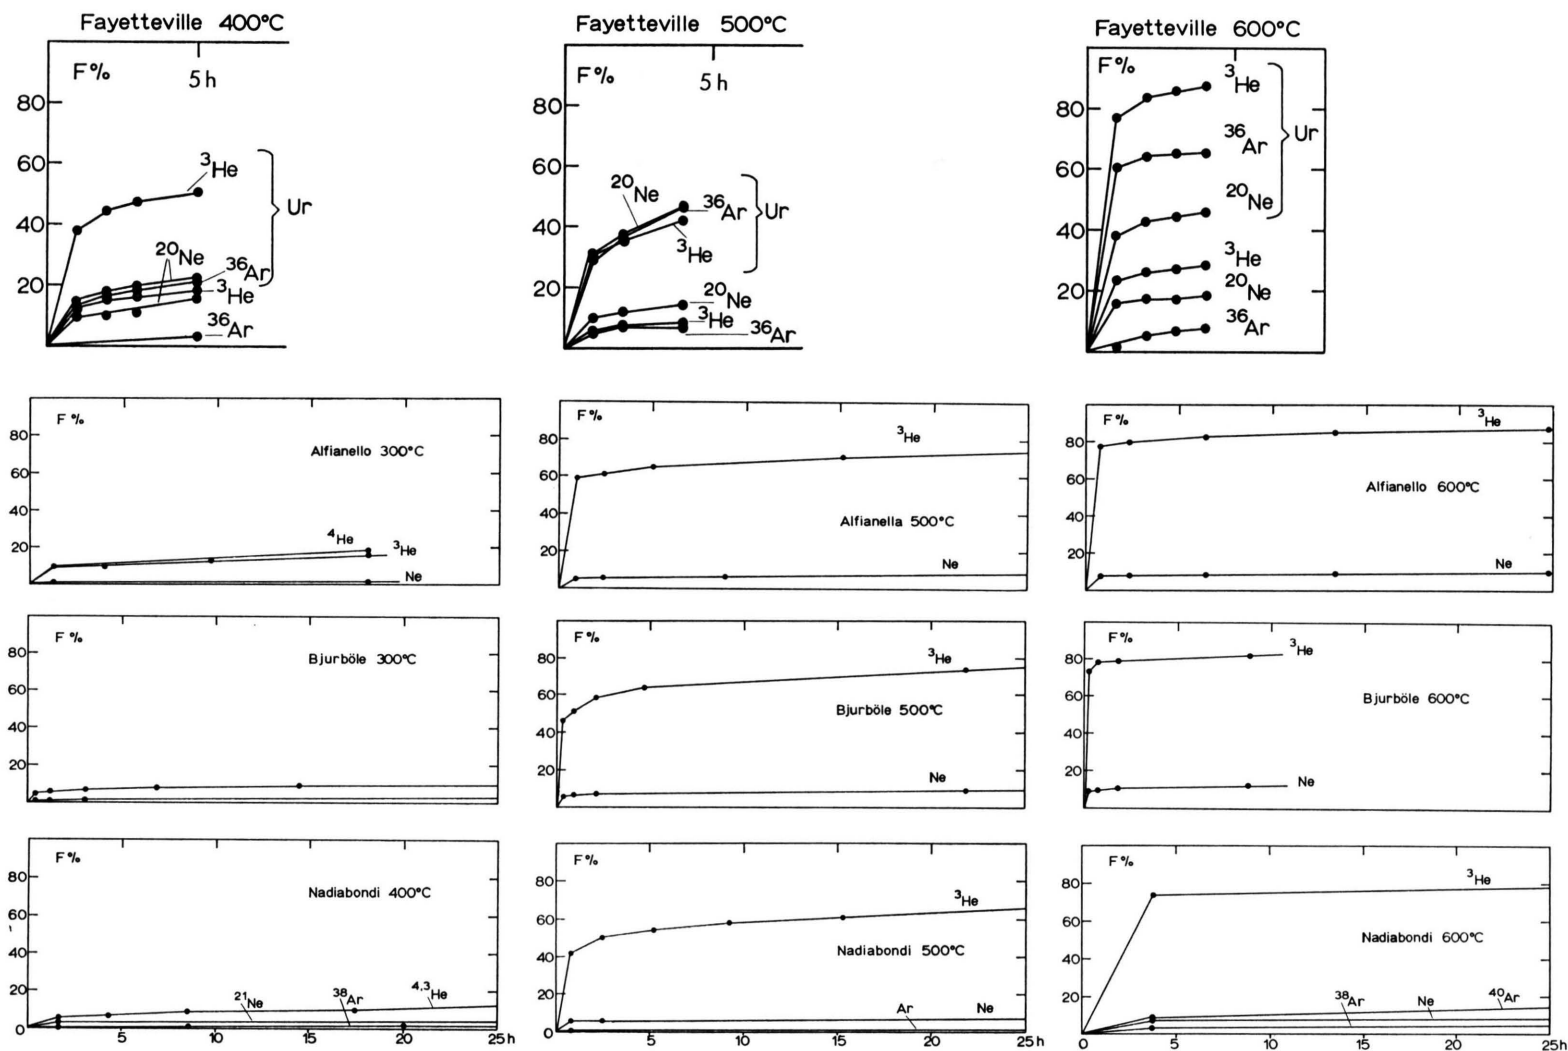 Fayetteville 400°C
F%
5 h
80
60
40
20
³He
²⁰Ne
³⁶Ar
Ur
³He
³⁶Ar
Fayetteville 500°C
F%
5 h
80
60
40
20
²⁰Ne
³⁶Ar
Ur
³He
²⁰Ne
³He
³⁶Ar
Fayetteville 600°C
F%
80
60
40
20
³He
³⁶Ar
Ur
²⁰Ne
³He
²⁰Ne
³⁶Ar
F%
80
60
40
20
Alfianello 300°C
⁴He
³He
Ne
F%
80
60
40
20
³He
Alfianella 500°C
Ne
F%
80
60
40
20
³He
Alfianello 600°C
Ne
F%
80
60
40
20
Bjurböle 300°C
F%
80
60
40
20
³He
Bjurböle 500°C
Ne
F%
80
60
40
20
³He
Bjurböle 600°C
Ne
F%
80
60
40
20
0
Nadiabondi 400°C
²¹Ne
³⁸Ar
⁴,³He
5 10 15 20 25h
F%
80
60
40
20
0
³He
Nadiabondi 500°C
Ar
Ne
5 10 15 20 25h
F%
80
60
40
20
³He
Nadiabondi 600°C
³⁸Ar
Ne
⁴⁰Ar
0 5 10 15 20 25h